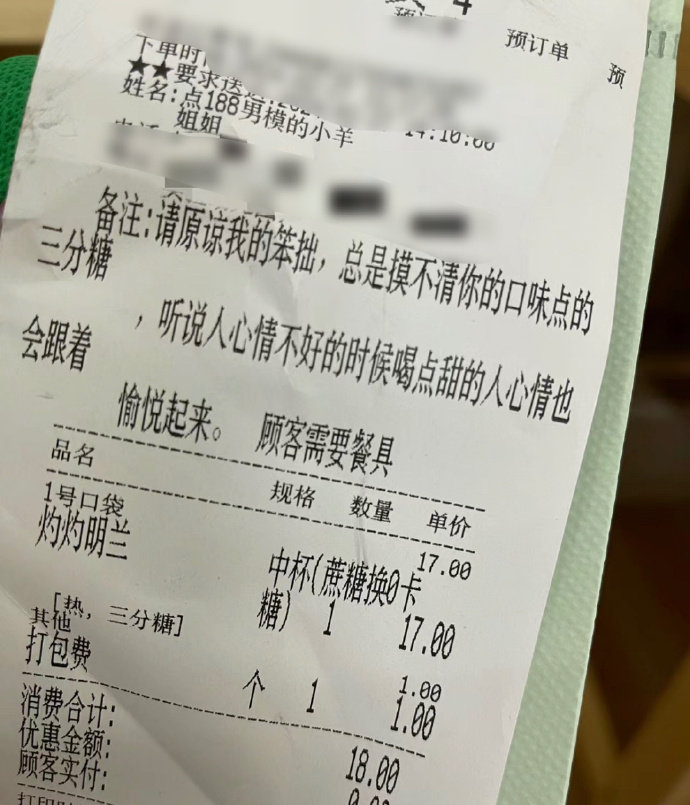 4
预订单 预
下单时
★★要求送
14:10:00
姓名:点188男模的小羊
姐姐
备注:请原谅我的笨拙,总是摸不清你的口味点的
三分糖
,听说人心情不好的时候喝点甜的人心情也
会跟着
愉悦起来。 顾客需要餐具
品名 规格 数量 单价
1号口袋 17.00
灼灼明兰 中杯(蔗糖换0卡
糖) 1 17.00
[热, 三分糖]
其他 1.00
打包费 个 1 1.00
消费合计: 18.00
优惠金额:
顾客实付: